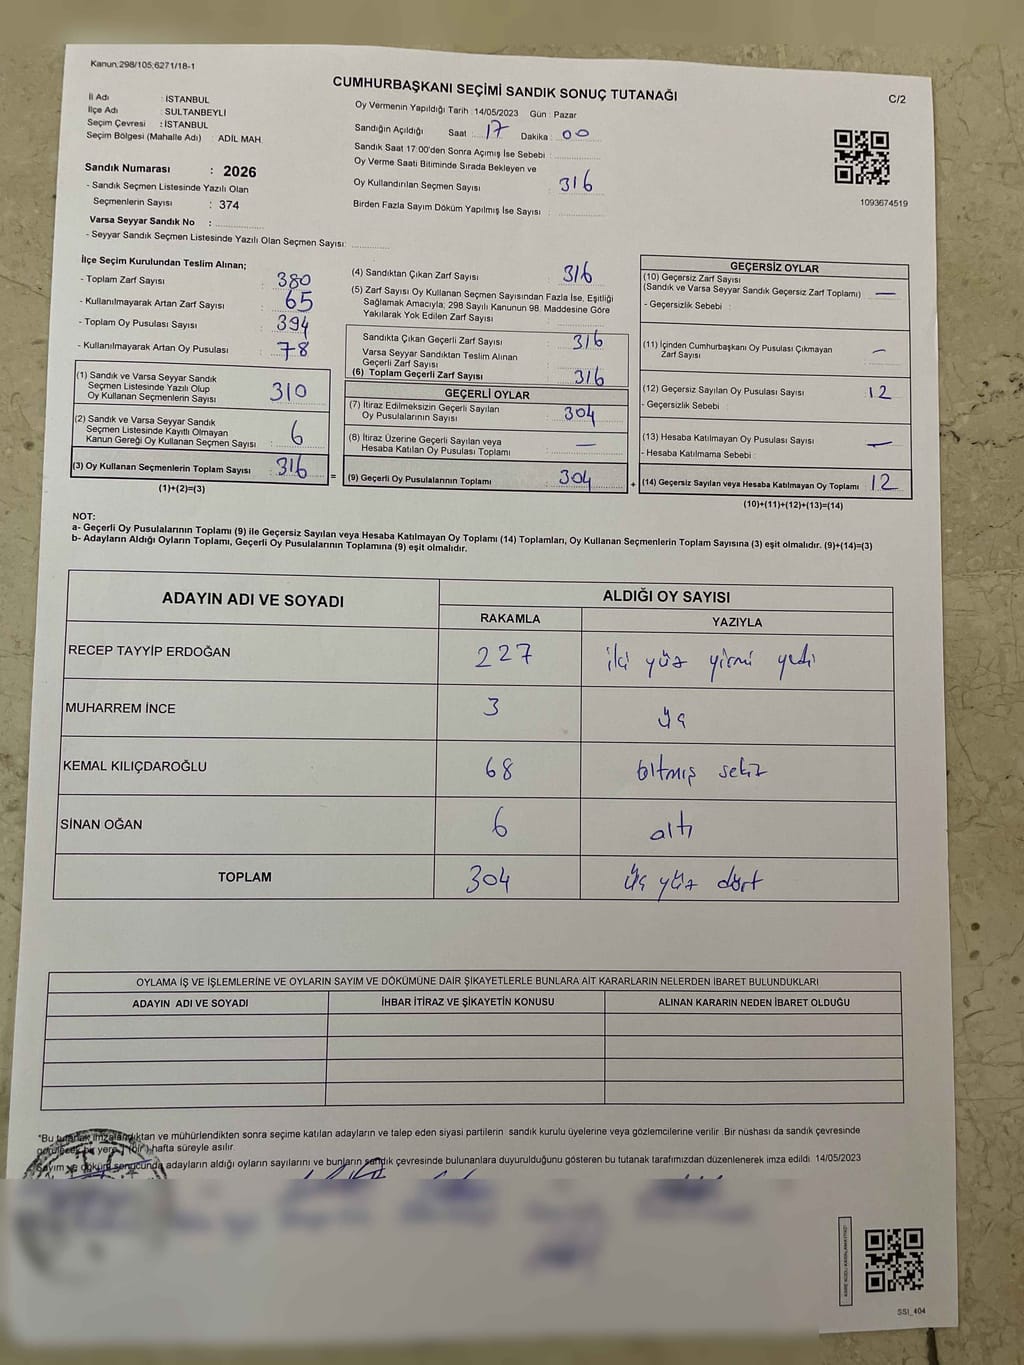 Kanun;298/105;6271/18-1
CUMHURBAŞKANI SEÇİMİ SANDIK SONUÇ TUTANAĞI
C/2
İl Adı : İSTANBUL
İlçe Adı : SULTANBEYLİ
Seçim Çevresi : İSTANBUL
Seçim Bölgesi (Mahalle Adı) : ADİL MAH.
Sandık Numarası : 2026
- Sandık Seçmen Listesinde Yazılı Olan
Seçmenlerin Sayısı : 374
Varsa Seyyar Sandık No :
- Seyyar Sandık Seçmen Listesinde Yazılı Olan Seçmen Sayısı:
Oy Vermenin Yapıldığı Tarih : 14/05/2023 Gün : Pazar
Sandığın Açıldığı Saat : 17 Dakika : 00
Sandık Saat 17:00'den Sonra Açımış İse Sebebi :
Oy Verme Saati Bitiminde Sırada Bekleyen ve
Oy Kullandırılan Seçmen Sayısı : 316
Birden Fazla Sayım Döküm Yapılmış İse Sayısı :
1093674519
İlçe Seçim Kurulundan Teslim Alınan;
- Toplam Zarf Sayısı : 380
- Kullanılmayarak Artan Zarf Sayısı : 65
- Toplam Oy Pusulası Sayısı : 394
- Kullanılmayarak Artan Oy Pusulası : 78
(1) Sandık ve Varsa Seyyar Sandık
Seçmen Listesinde Yazılı Olup
Oy Kullanan Seçmenlerin Sayısı : 310
(2) Sandık ve Varsa Seyyar Sandık
Seçmen Listesinde Kayıtlı Olmayan
Kanun Gereği Oy Kullanan Seçmen Sayısı : 6
(3) Oy Kullanan Seçmenlerin Toplam Sayısı : 316 =
(1)+(2)=(3)
(4) Sandıktan Çıkan Zarf Sayısı : 316
(5) Zarf Sayısı Oy Kullanan Seçmen Sayısından Fazla İse, Eşitliği
Sağlamak Amacıyla; 298 Sayılı Kanunun 98. Maddesine Göre
Yakılarak Yok Edilen Zarf Sayısı :
Sandıkta Çıkan Geçerli Zarf Sayısı : 316
Varsa Seyyar Sandıktan Teslim Alınan
Geçerli Zarf Sayısı :
(6) Toplam Geçerli Zarf Sayısı : 316
GEÇERLİ OYLAR
(7) İtiraz Edilmeksizin Geçerli Sayılan
Oy Pusulalarının Sayısı : 304
(8) İtiraz Üzerine Geçerli Sayılan veya
Hesaba Katılan Oy Pusulası Toplamı : —
(9) Geçerli Oy Pusulalarının Toplamı : 304 +
GEÇERSİZ OYLAR
(10) Geçersiz Zarf Sayısı
(Sandık ve Varsa Seyyar Sandık Geçersiz Zarf Toplamı) : —
- Geçersizlik Sebebi :
(11) İçinden Cumhurbaşkanı Oy Pusulası Çıkmayan
Zarf Sayısı : —
(12) Geçersiz Sayılan Oy Pusulası Sayısı : 12
- Geçersizlik Sebebi :
(13) Hesaba Katılmayan Oy Pusulası Sayısı : —
- Hesaba Katılmama Sebebi :
(14) Geçersiz Sayılan veya Hesaba Katılmayan Oy Toplamı : 12
(10)+(11)+(12)+(13)=(14)
NOT:
a- Geçerli Oy Pusulalarının Toplamı (9) ile Geçersiz Sayılan veya Hesaba Katılmayan Oy Toplamı (14) Toplamları, Oy Kullanan Seçmenlerin Toplam Sayısına (3) eşit olmalıdır. (9)+(14)=(3)
b- Adayların Aldığı Oyların Toplamı, Geçerli Oy Pusulalarının Toplamına (9) eşit olmalıdır.
ADAYIN ADI VE SOYADI ALDIĞI OY SAYISI
RAKAMLA YAZIYLA
RECEP TAYYİP ERDOĞAN 227 iki yüz yirmi yedi
MUHARREM İNCE 3 üç
KEMAL KILIÇDAROĞLU 68 altmış sekiz
SİNAN OĞAN 6 altı
TOPLAM 304 üç yüz dört
OYLAMA İŞ VE İŞLEMLERİNE VE OYLARIN SAYIM VE DÖKÜMÜNE DAİR ŞİKAYETLERLE BUNLARA AİT KARARLARIN NELERDEN İBARET BULUNDUKLARI
ADAYIN ADI VE SOYADI İHBAR İTİRAZ VE ŞİKAYETİN KONUSU ALINAN KARARIN NEDEN İBARET OLDUĞU
"Bu tutanak imzalandıktan ve mühürlendikten sonra seçime katılan adayların ve talep eden siyasi partilerin sandık kurulu üyelerine veya gözlemcilerine verilir. Bir nüshası da sandık çevresinde
yere 1 (bir) hafta süreyle asılır.
Sayım ve döküm sonucunda adayların aldığı oyların sayılarını ve bunların sandık çevresinde bulunanlara duyurulduğunu gösteren bu tutanak tarafımızdan düzenlenerek imza edildi. 14/05/2023
SSI_404